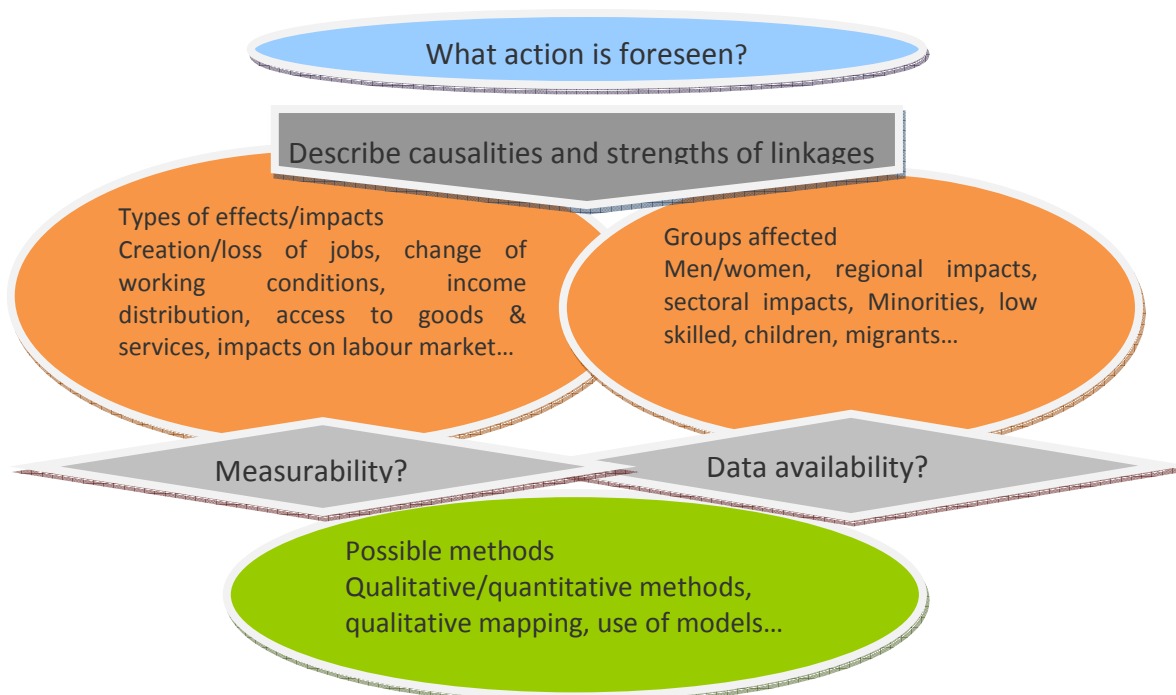 What action is foreseen?
Describe causalities and strengths of linkages
Types of effects/impacts
Creation/loss of jobs, change of
working conditions, income
distribution, access to goods &
services, impacts on labour market…
Groups affected
Men/women, regional impacts,
sectoral impacts, Minorities, low
skilled, children, migrants…
Measurability?
Data availability?
Possible methods
Qualitative/quantitative methods,
qualitative mapping, use of models…